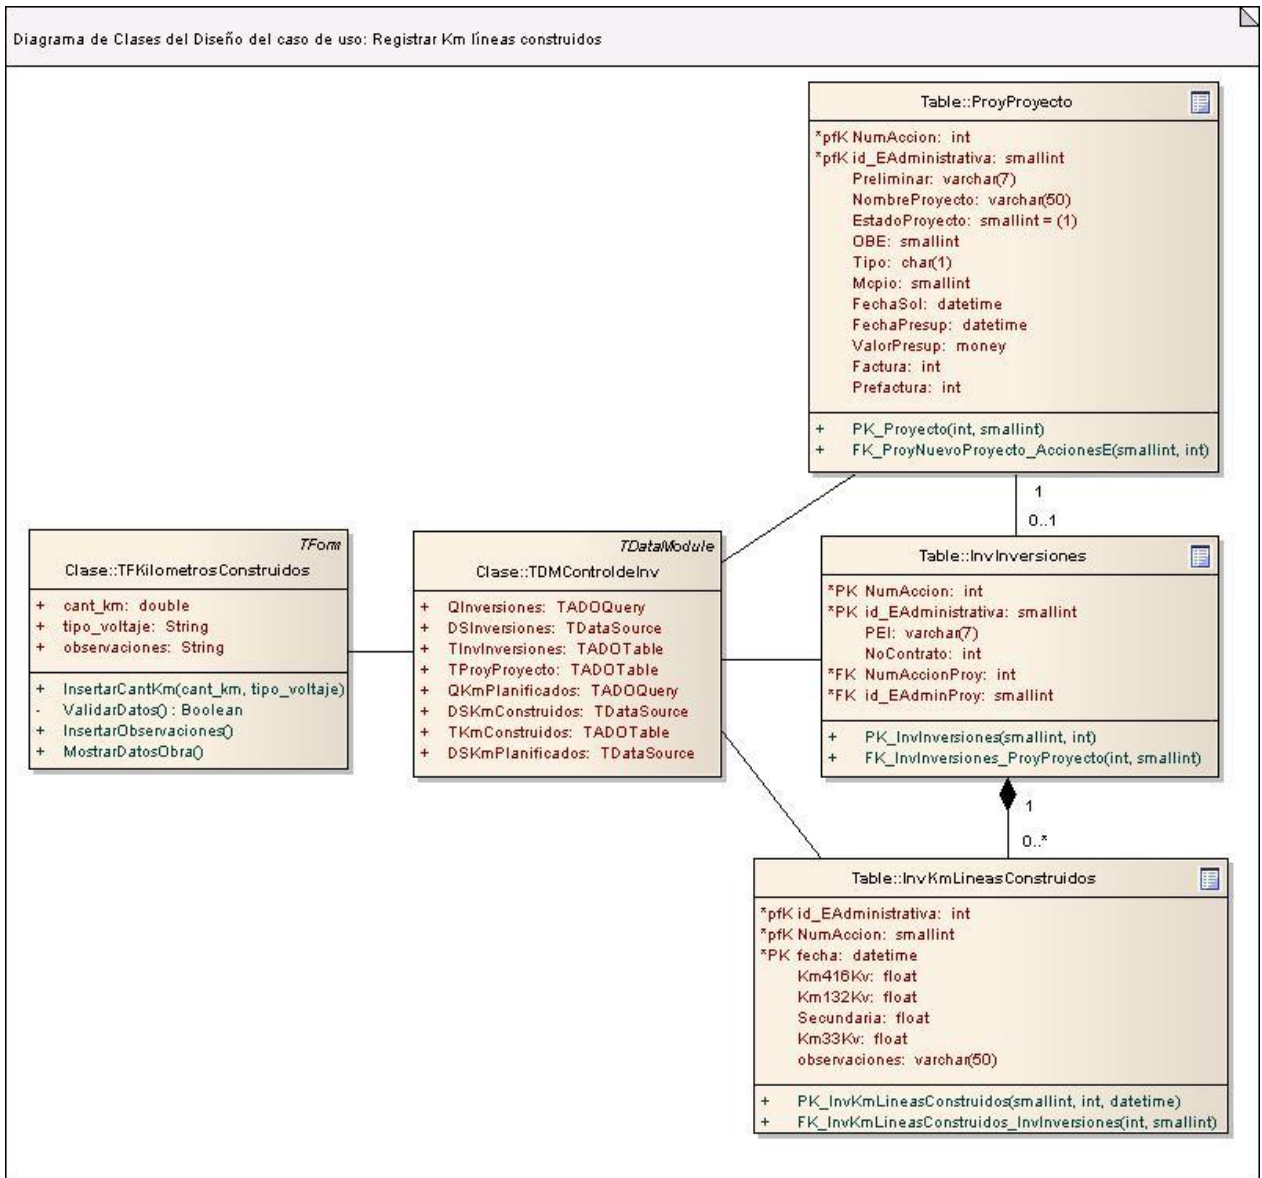 Diagrama de Clases del Diseño del caso de uso: Registrar Km líneas construidos
Table::ProyProyecto
*pfK NumAccion: int
*pfK id_EAdministrativa: smallint
Preliminar: varchar(7)
NombreProyecto: varchar(50)
EstadoProyecto: smallint = (1)
OBE: smallint
Tipo: char(1)
Mcpio: smallint
FechaSol: datetime
FechaPresup: datetime
ValorPresup: money
Factura: int
Prefactura: int
+ PK_Proyecto(int, smallint)
+ FK_ProyNuevoProyecto_AccionesE(smallint, int)
1
0..1
TForm
Clase::TFKilometrosConstruidos
+ cant_km: double
+ tipo_voltaje: String
+ observaciones: String
+ InsertarCantKm(cant_km, tipo_voltaje)
- ValidarDatos() : Boolean
+ InsertarObservaciones()
+ MostrarDatosObra()
TDataModule
Clase::TDMControldeInv
+ QInversiones: TADOQuery
+ DSInversiones: TDataSource
+ TInvInversiones: TADOTable
+ TProyProyecto: TADOTable
+ QKmPlanificados: TADOQuery
+ DSKmConstruidos: TDataSource
+ TKmConstruidos: TADOTable
+ DSKmPlanificados: TDataSource
Table::InvInversiones
*PK NumAccion: int
*PK id_EAdministrativa: smallint
PEI: varchar(7)
NoContrato: int
*FK NumAccionProy: int
*FK id_EAdminProy: smallint
+ PK_InvInversiones(smallint, int)
+ FK_InvInversiones_ProyProyecto(int, smallint)
1
0..*
Table::InvKmLineasConstruidos
*pfK id_EAdministrativa: int
*pfK NumAccion: smallint
*PK fecha: datetime
Km416Kv: float
Km132Kv: float
Secundaria: float
Km33Kv: float
observaciones: varchar(50)
+ PK_InvKmLineasConstruidos(smallint, int, datetime)
+ FK_InvKmLineasConstruidos_InvInversiones(int, smallint)